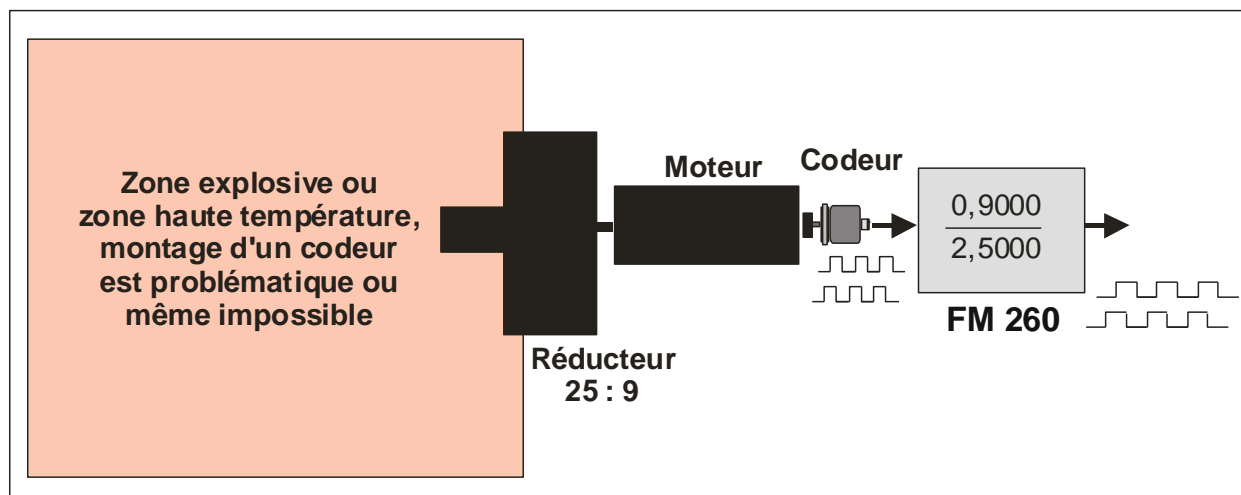 Zone explosive ou
zone haute température,
montage d'un codeur
est problématique ou
même impossible
Réducteur
25 : 9
Moteur
Codeur
0,9000
2,5000
FM 260